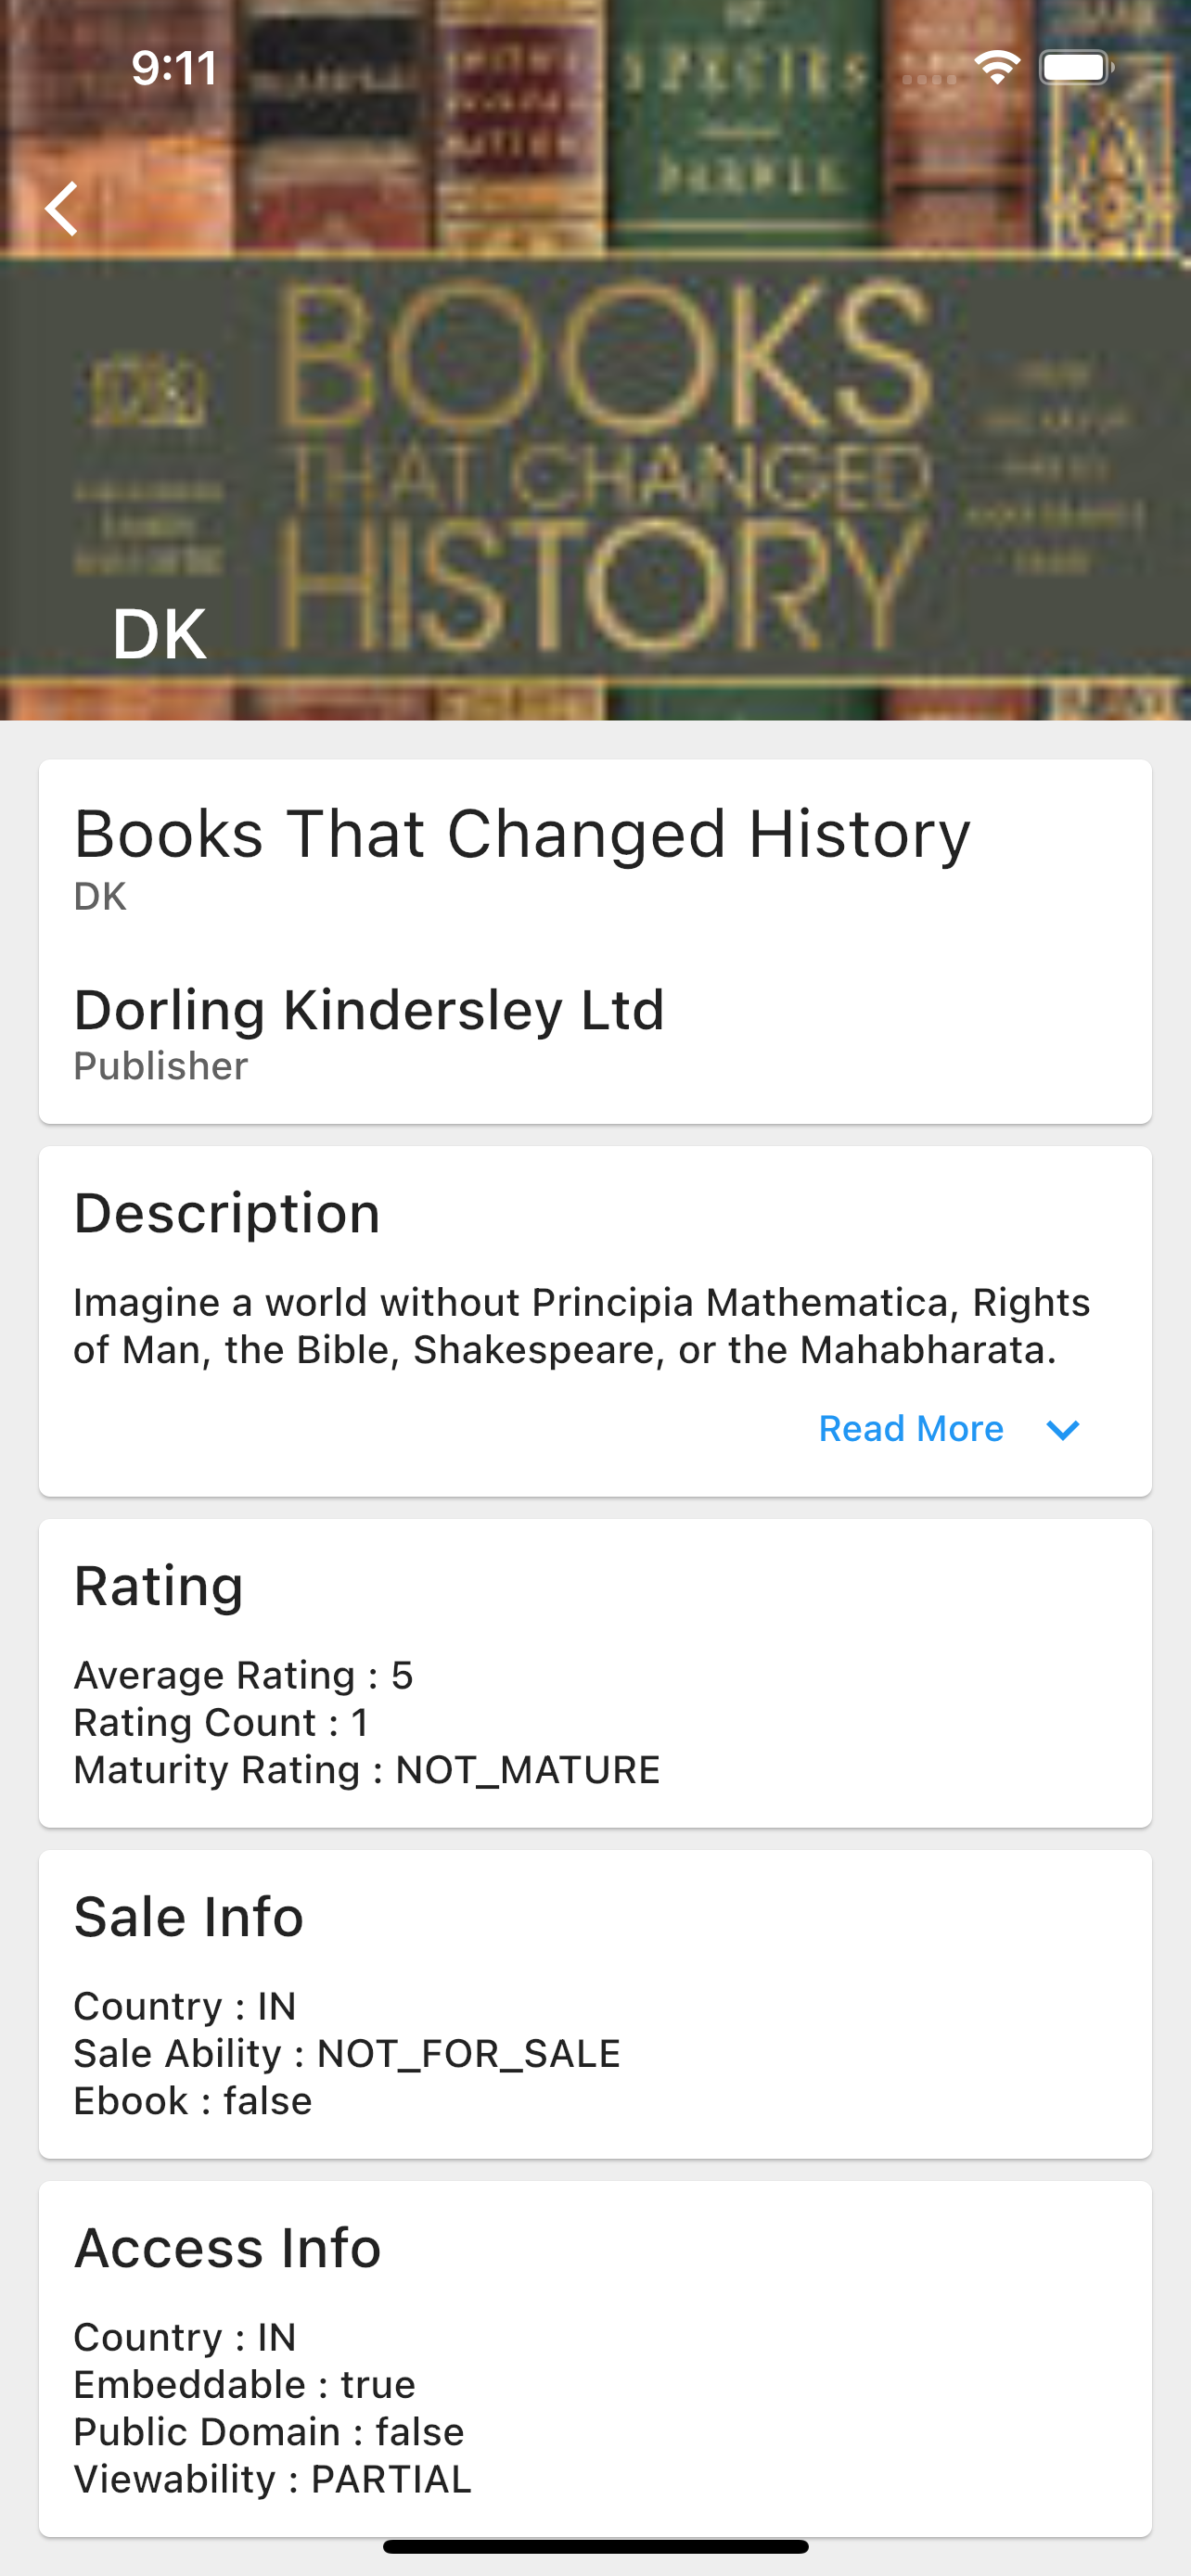 9:11
SPECIES
BOOKS
THAT CHANGED
HISTORY
DK
Books That Changed History
DK
Dorling Kindersley Ltd
Publisher
Description
Imagine a world without Principia Mathematica, Rights
of Man, the Bible, Shakespeare, or the Mahabharata.
Read More
Rating
Average Rating : 5
Rating Count : 1
Maturity Rating : NOT_MATURE
Sale Info
Country : IN
Sale Ability : NOT_FOR_SALE
Ebook : false
Access Info
Country : IN
Embeddable : true
Public Domain : false
Viewability : PARTIAL